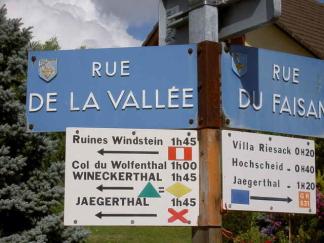 RUE
DE LA VALLÉE
RUE
DU FAISAN
Ruines Windstein 1h45
Col du Wolfenthal 1h00
WINECKERTHAL 1h45
JAEGERTHAL 1h45
Villa Riesack 0H20
Hochscheid - 0H40
Jaegerthal - 1H20